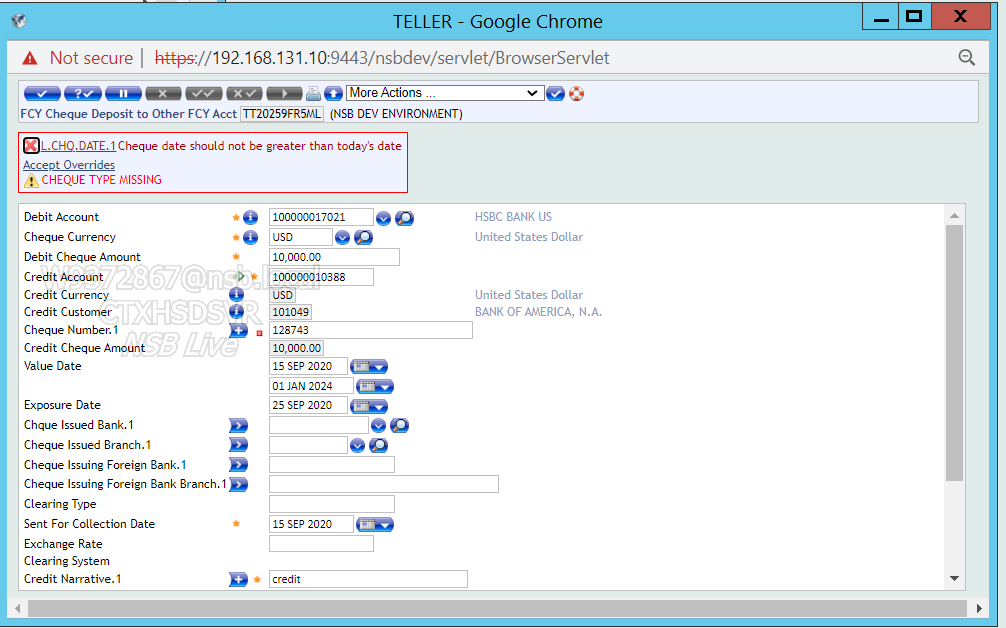 TELLER - Google Chrome
Not secure | https://192.168.131.10:9443/nsbdev/servlet/BrowserServlet
More Actions ...
FCY Cheque Deposit to Other FCY Acct TT20259FR5ML (NSB DEV ENVIRONMENT)
L.CHQ.DATE.1 Cheque date should not be greater than today's date
Accept Overrides
CHEQUE TYPE MISSING
Debit Account 100000017021 HSBC BANK US
Cheque Currency USD United States Dollar
Debit Cheque Amount 10,000.00
W9372867@nsb.local
Credit Account 100000010388
Credit Currency USD United States Dollar
CTXHSDSVR
Credit Customer 101049 BANK OF AMERICA, N.A.
Cheque Number.1 128743
NSB Live
Credit Cheque Amount 10,000.00
Value Date 15 SEP 2020
01 JAN 2024
Exposure Date 25 SEP 2020
Chque Issued Bank.1
Cheque Issued Branch.1
Cheque Issuing Foreign Bank.1
Cheque Issuing Foreign Bank Branch.1
Clearing Type
Sent For Collection Date 15 SEP 2020
Exchange Rate
Clearing System
Credit Narrative.1 credit